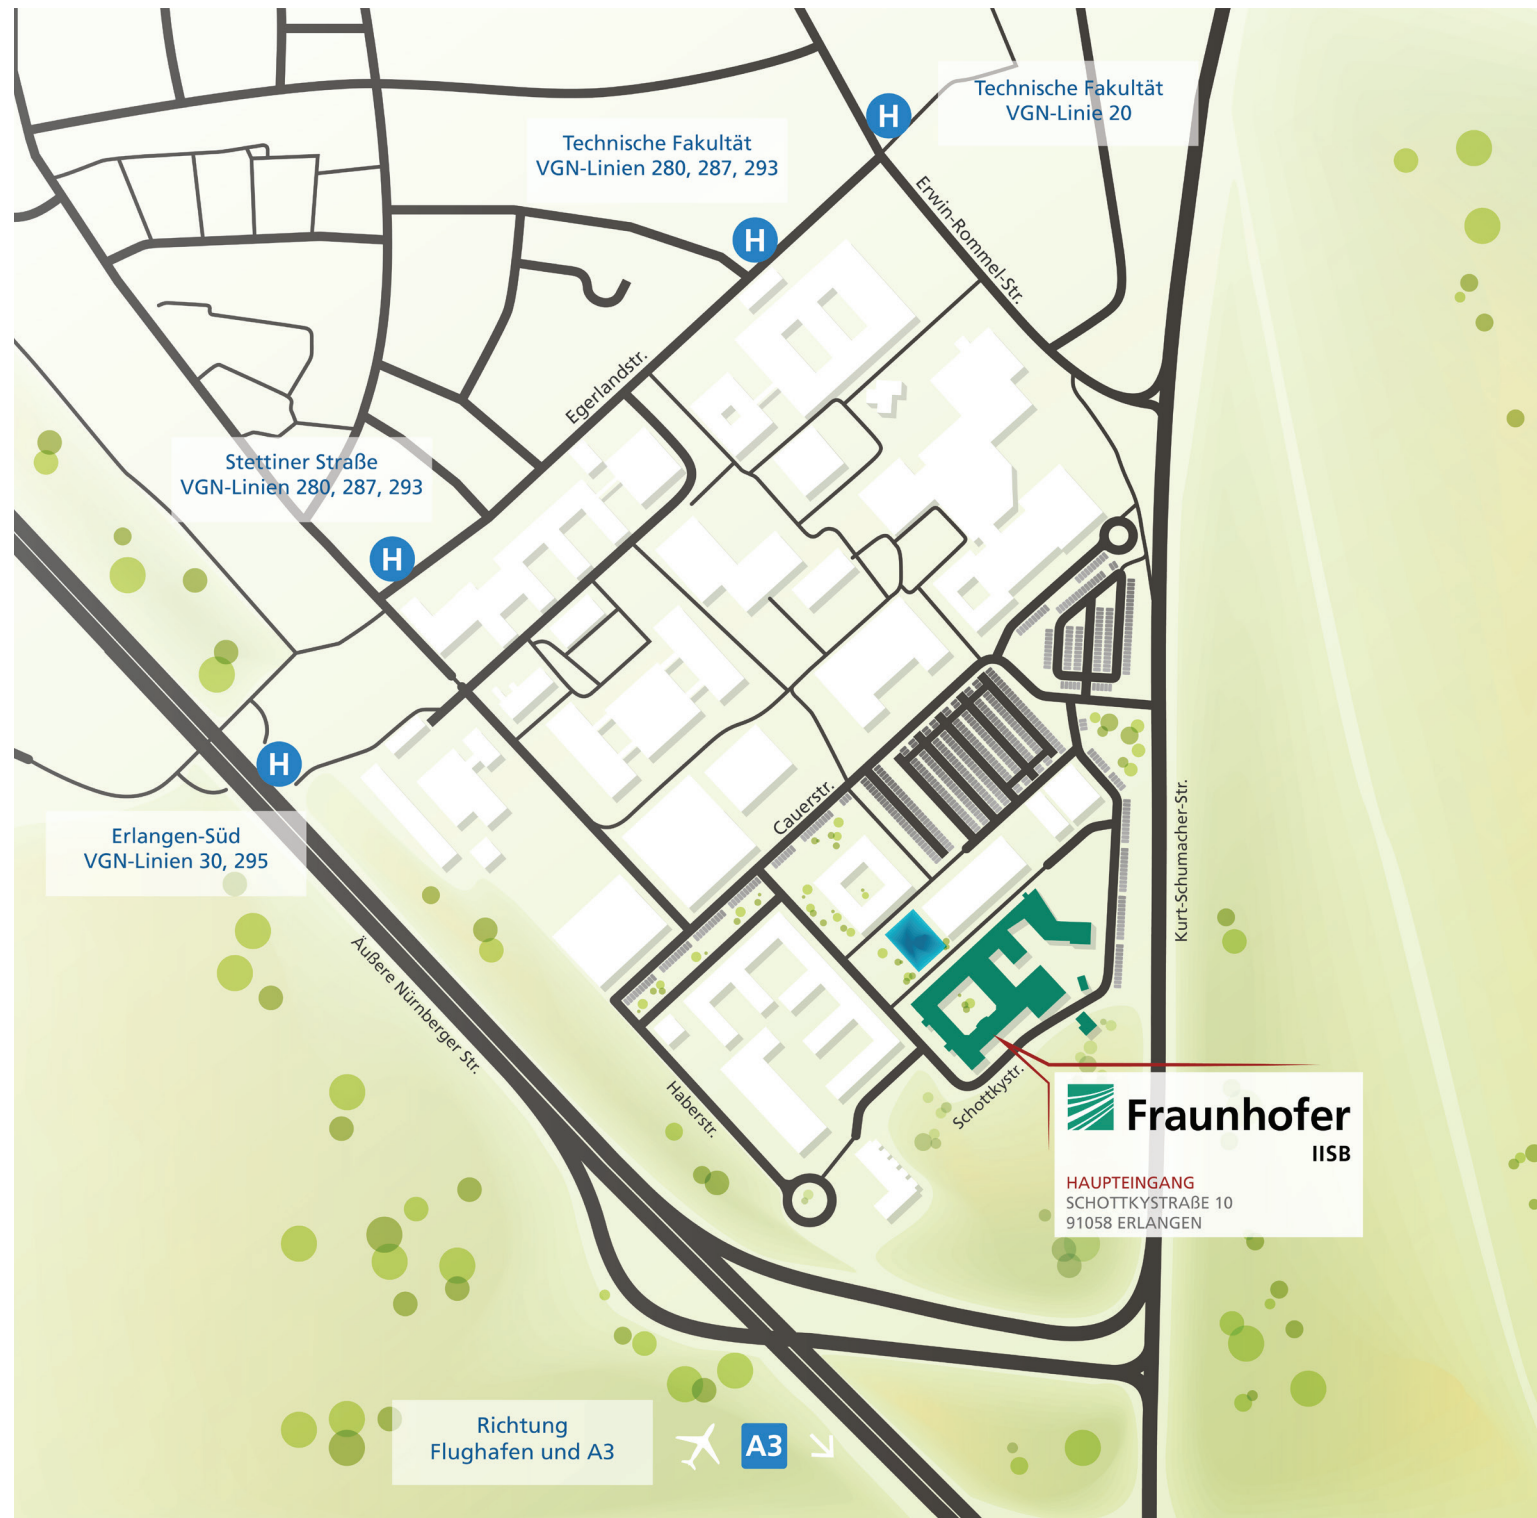 Technische Fakultät
VGN-Linie 20
H
Technische Fakultät
VGN-Linien 280, 287, 293
H
Erwin-Rommel-Str.
Egerlandstr.
Stettiner Straße
VGN-Linien 280, 287, 293
H
H
Erlangen-Süd
VGN-Linien 30, 295
Cauerstr.
Kurt-Schumacher-Str.
Äußere Nürnberger Str.
Haberstr.
Schottkystr.
Fraunhofer
IISB
HAUPTEINGANG
SCHOTTKYSTRAßE 10
91058 ERLANGEN
Richtung
Flughafen und A3
A3